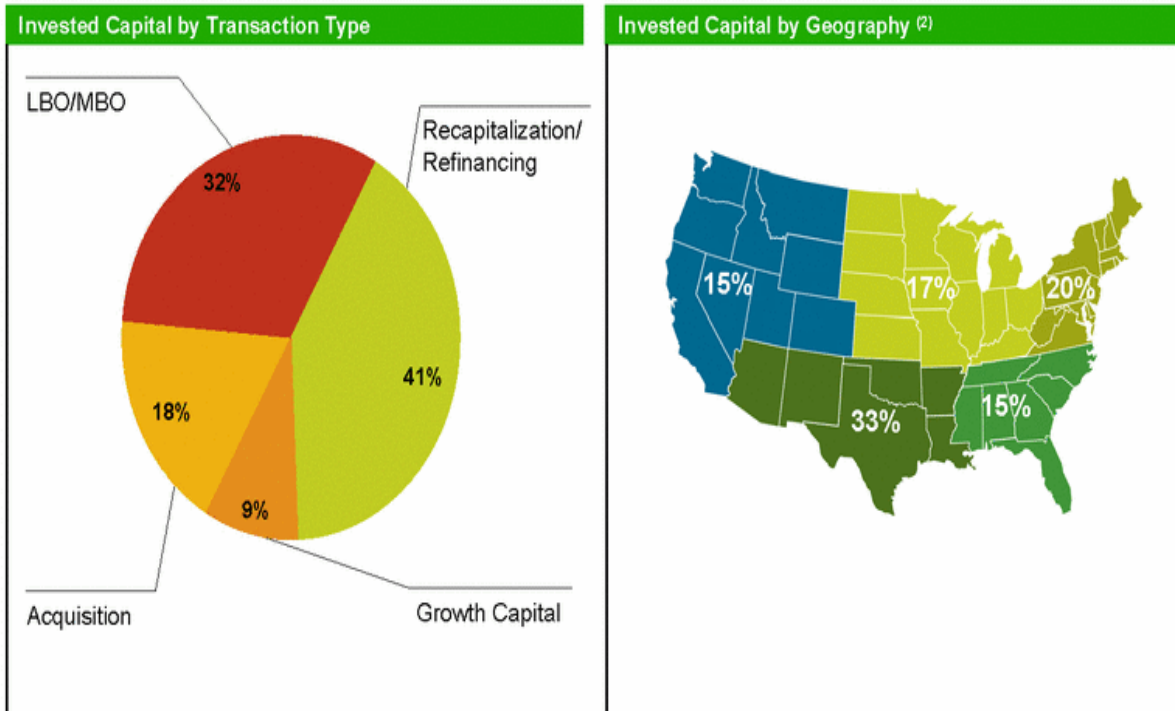 Invested Capital by Transaction Type
LBO/MBO
Recapitalization/
Refinancing
32%
41%
18%
9%
Acquisition
Growth Capital
Invested Capital by Geography (2)
15%
17%
20%
33%
15%